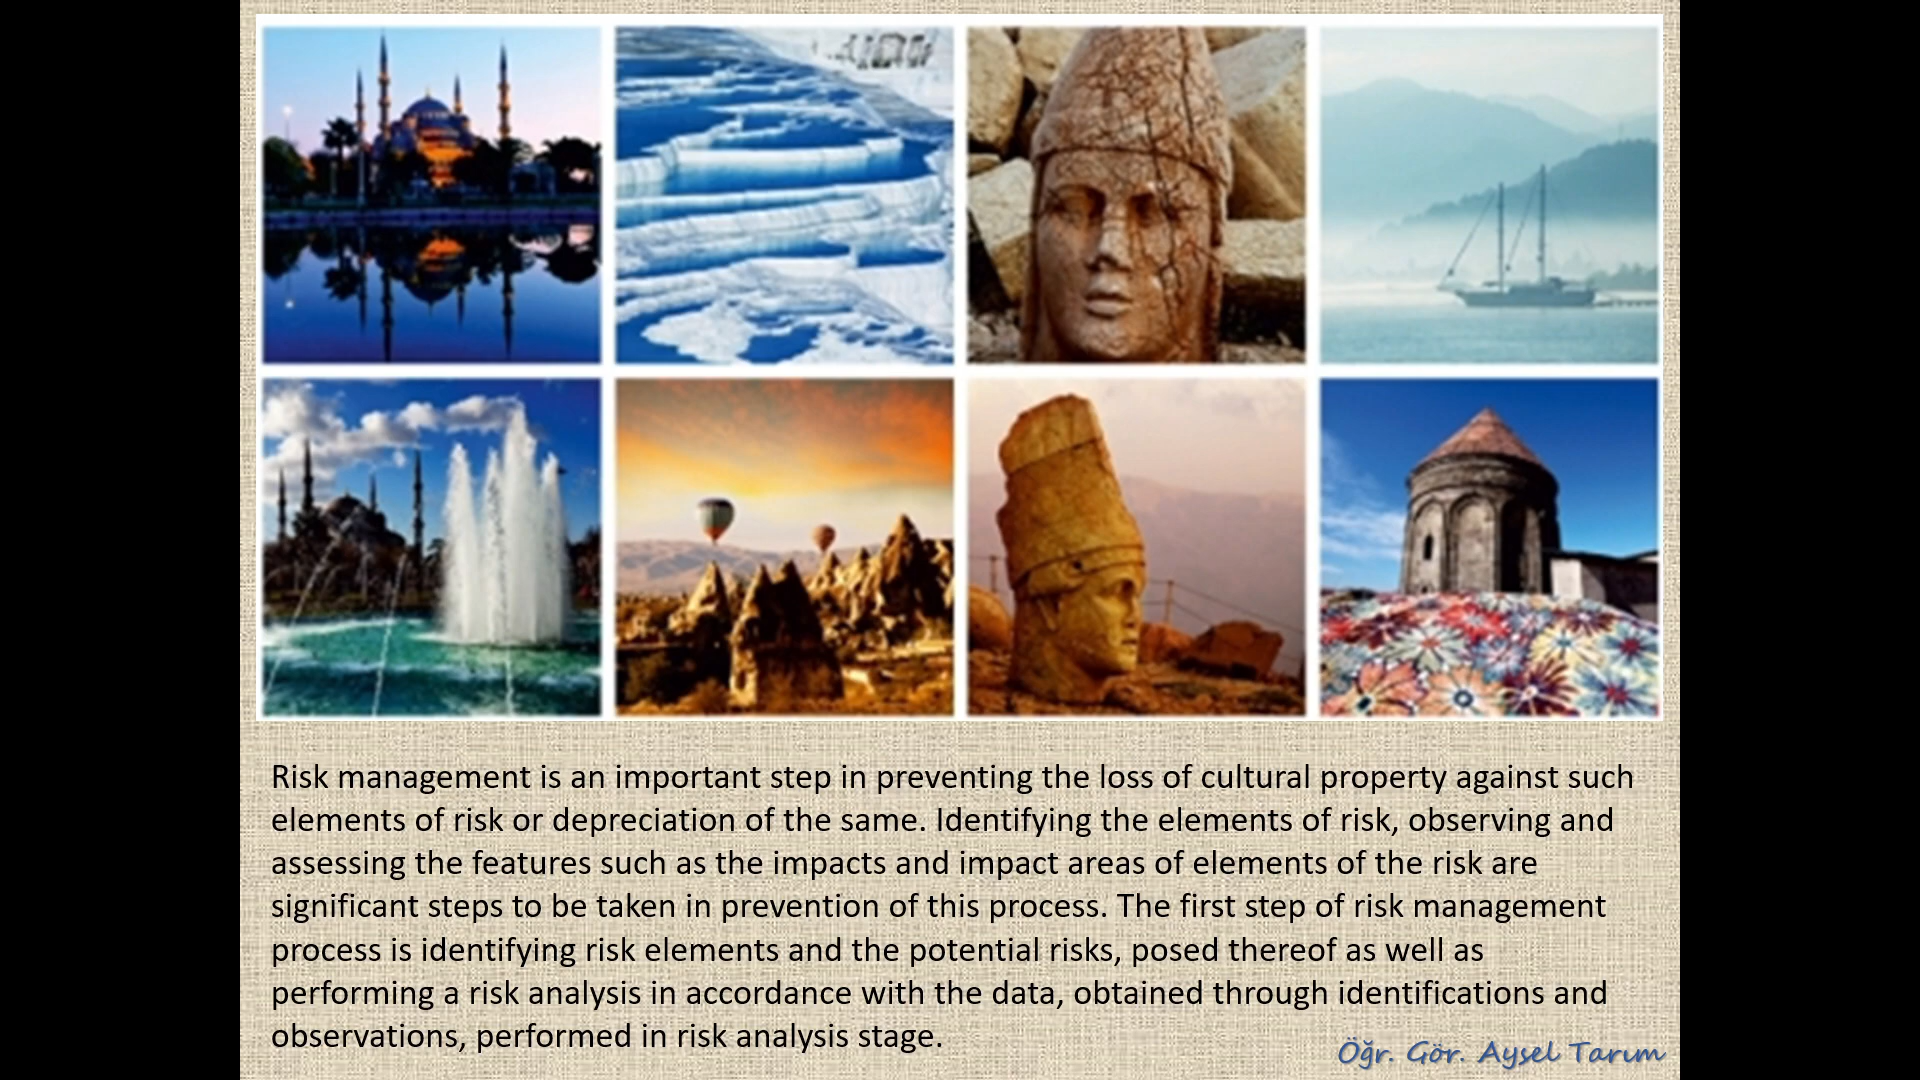 Risk management is an important step in preventing the loss of cultural property against such
elements of risk or depreciation of the same. Identifying the elements of risk, observing and
assessing the features such as the impacts and impact areas of elements of the risk are
significant steps to be taken in prevention of this process. The first step of risk management
process is identifying risk elements and the potential risks, posed thereof as well as
performing a risk analysis in accordance with the data, obtained through identifications and
observations, performed in risk analysis stage.
Öğr. Gör. Aysel Tarım